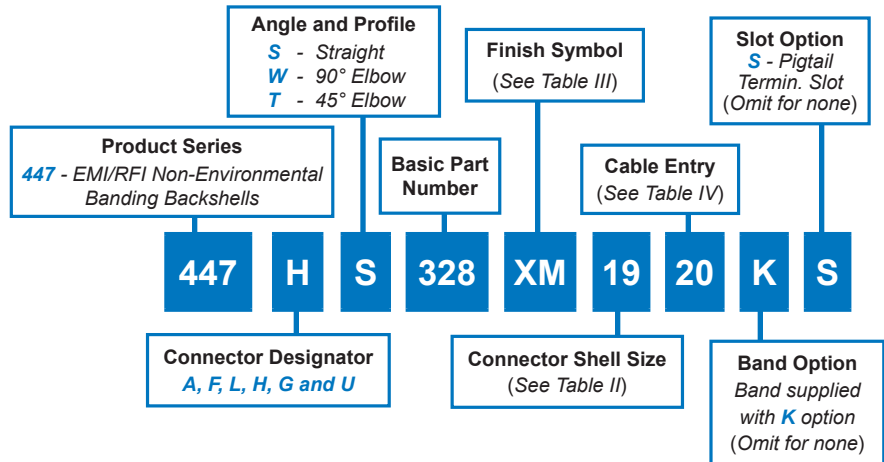 Angle and Profile
S - Straight
W - 90° Elbow
T - 45° Elbow
Finish Symbol
(See Table III)
Slot Option
S - Pigtail
Termin. Slot
(Omit for none)
Product Series
447 - EMI/RFI Non-Environmental
Banding Backshells
Basic Part
Number
Cable Entry
(See Table IV)
447 H S 328 XM 19 20 K S
Connector Designator
A, F, L, H, G and U
Connector Shell Size
(See Table II)
Band Option
Band supplied
with K option
(Omit for none)